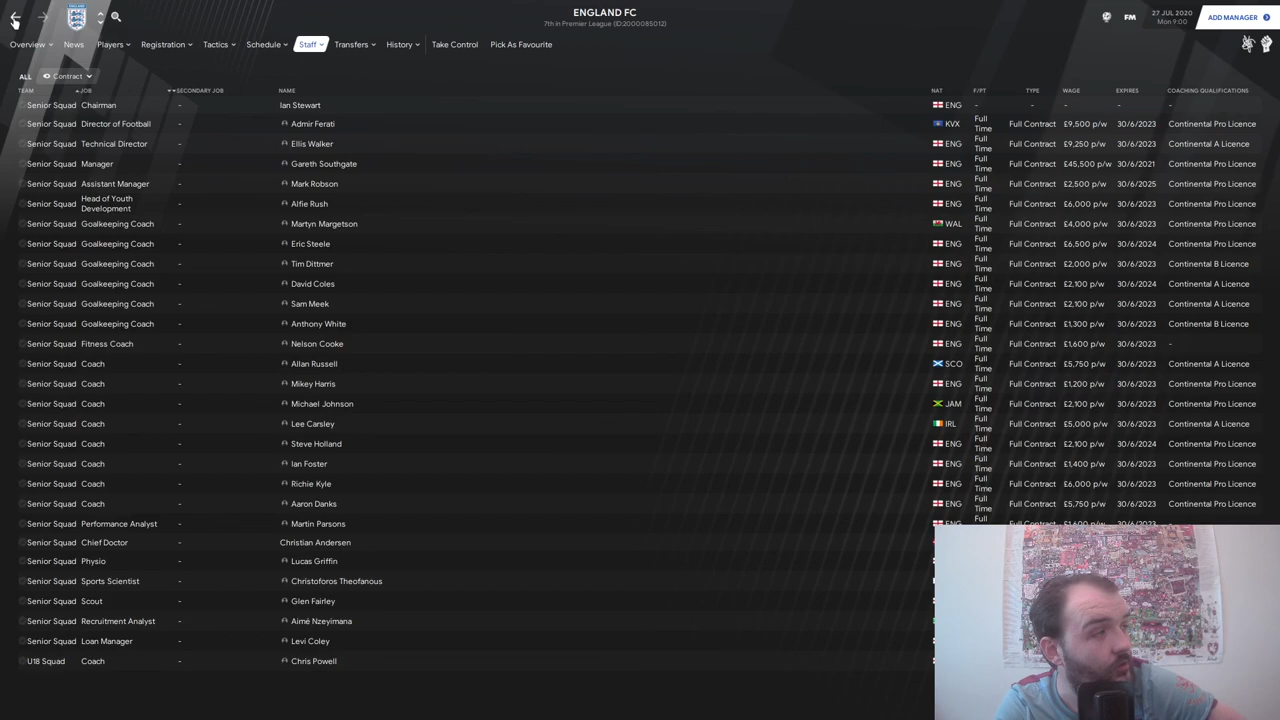 ENGLAND FC
7th in Premier League (ID:2000085012)
27 JUL 2020
Mon 9:00
FM
ADD MANAGER
Overview News Players Registration Tactics Schedule Staff Transfers History Take Control Pick As Favourite
ALL Contract
TEAM JOB SECONDARY JOB NAME NAT F/PT TYPE WAGE EXPIRES COACHING QUALIFICATIONS
Senior Squad Chairman - Ian Stewart ENG - - - - -
Senior Squad Director of Football - Admir Ferati KVX Full Time Full Contract £9,500 p/w 30/6/2023 Continental Pro Licence
Senior Squad Technical Director - Ellis Walker ENG Full Time Full Contract £9,250 p/w 30/6/2023 Continental A Licence
Senior Squad Manager - Gareth Southgate ENG Full Time Full Contract £45,500 p/w 30/6/2021 Continental Pro Licence
Senior Squad Assistant Manager - Mark Robson ENG Full Time Full Contract £2,500 p/w 30/6/2025 Continental Pro Licence
Senior Squad Head of Youth Development - Alfie Rush ENG Full Time Full Contract £6,000 p/w 30/6/2023 Continental Pro Licence
Senior Squad Goalkeeping Coach - Martyn Margetson WAL Full Time Full Contract £4,000 p/w 30/6/2023 Continental Pro Licence
Senior Squad Goalkeeping Coach - Eric Steele ENG Full Time Full Contract £6,500 p/w 30/6/2024 Continental Pro Licence
Senior Squad Goalkeeping Coach - Tim Dittmer ENG Full Time Full Contract £2,000 p/w 30/6/2023 Continental B Licence
Senior Squad Goalkeeping Coach - David Coles ENG Full Time Full Contract £2,100 p/w 30/6/2024 Continental A Licence
Senior Squad Goalkeeping Coach - Sam Meek ENG Full Time Full Contract £2,100 p/w 30/6/2023 Continental A Licence
Senior Squad Goalkeeping Coach - Anthony White ENG Full Time Full Contract £1,300 p/w 30/6/2023 Continental B Licence
Senior Squad Fitness Coach - Nelson Cooke ENG Full Time Full Contract £1,600 p/w 30/6/2023 -
Senior Squad Coach - Allan Russell SCO Full Time Full Contract £5,750 p/w 30/6/2023 Continental A Licence
Senior Squad Coach - Mikey Harris ENG Full Time Full Contract £1,200 p/w 30/6/2023 Continental Pro Licence
Senior Squad Coach - Michael Johnson JAM Full Time Full Contract £2,100 p/w 30/6/2023 Continental Pro Licence
Senior Squad Coach - Lee Carsley IRL Full Time Full Contract £5,000 p/w 30/6/2023 Continental A Licence
Senior Squad Coach - Steve Holland ENG Full Time Full Contract £2,100 p/w 30/6/2024 Continental Pro Licence
Senior Squad Coach - Ian Foster ENG Full Time Full Contract £1,400 p/w 30/6/2023 Continental Pro Licence
Senior Squad Coach - Richie Kyle ENG Full Time Full Contract £6,000 p/w 30/6/2023 Continental Pro Licence
Senior Squad Coach - Aaron Danks ENG Full Time Full Contract £5,750 p/w 30/6/2023 Continental Pro Licence
Senior Squad Performance Analyst - Martin Parsons ENG Full Full Contract £1,600 p/w 30/6/2023 -
Senior Squad Chief Doctor - Christian Andersen
Senior Squad Physio - Lucas Griffin
Senior Squad Sports Scientist - Christoforos Theofanous
Senior Squad Scout - Glen Fairley
Senior Squad Recruitment Analyst - Aimé Nzeyimana
Senior Squad Loan Manager - Levi Coley
U18 Squad Coach - Chris Powell